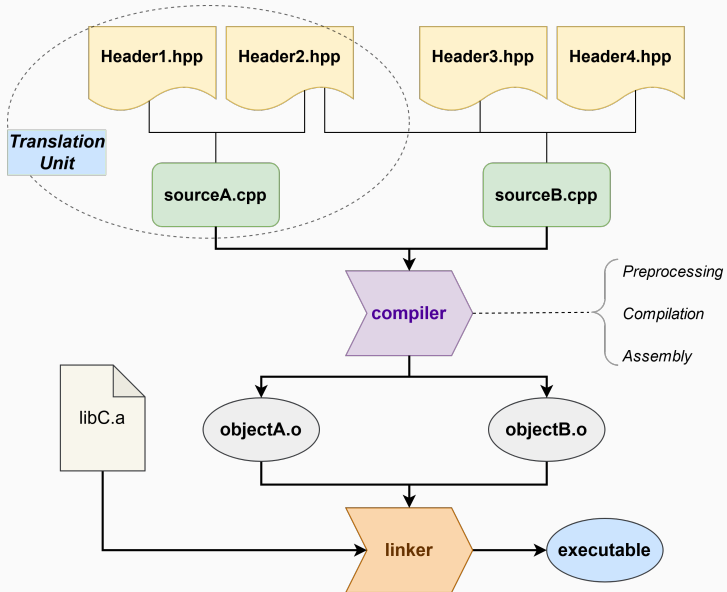 Header1.hpp
Header2.hpp
Header3.hpp
Header4.hpp
Translation
Unit
sourceA.cpp
sourceB.cpp
compiler
Preprocessing
Compilation
Assembly
libC.a
objectA.o
objectB.o
linker
executable